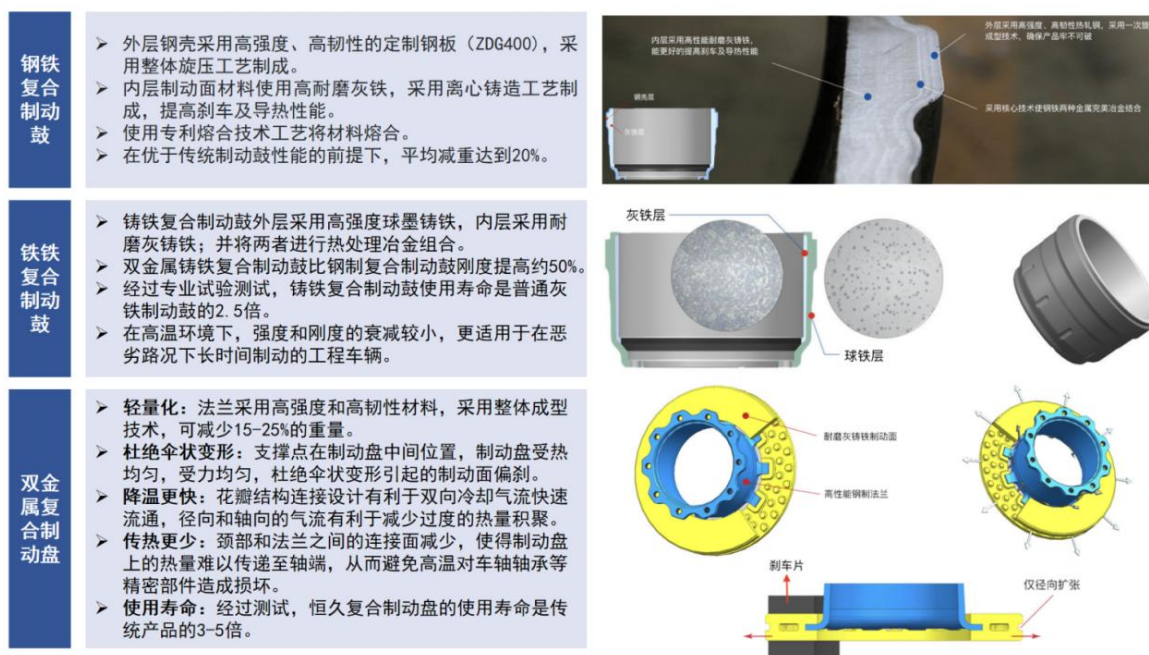 钢铁
复合
制动
鼓
➢ 外层钢壳采用高强度、高韧性的定制钢板（ZDG400），采
用整体旋压工艺制成。
➢ 内层制动面材料使用高耐磨灰铁，采用离心铸造工艺制
成，提高刹车及导热性能。
➢ 使用专利熔合技术工艺将材料熔合。
➢ 在优于传统制动鼓性能的前提下，平均减重达到20%。
内层采用高性能耐磨灰铸铁，
能更好的提高刹车及导热性能
外层采用高强度、高韧性热轧钢，采用一次旋
成型技术、确保产品牢不可破
采用核心技术使钢铁两种金属完美冶金结合
钢壳层
灰铁层
铁铁
复合
制动
鼓
➢ 铸铁复合制动鼓外层采用高强度球墨铸铁，内层采用耐
磨灰铸铁；并将两者进行热处理冶金组合。
➢ 双金属铸铁复合制动鼓比钢制复合制动鼓刚度提高约50%。
➢ 经过专业试验测试，铸铁复合制动鼓使用寿命是普通灰
铁制动鼓的2.5倍。
➢ 在高温环境下，强度和刚度的衰减较小，更适用于在恶
劣路况下长时间制动的工程车辆。
灰铁层
球铁层
双金
属复
合制
动盘
➢ 轻量化：法兰采用高强度和高韧性材料，采用整体成型
技术，可减少15-25%的重量。
➢ 杜绝伞状变形：支撑点在制动盘中间位置，制动盘受热
均匀，受力均匀，杜绝伞状变形引起的制动面偏刹。
➢ 降温更快：花瓣结构连接设计有利于双向冷却气流快速
流通，径向和轴向的气流有利于减少过度的热量积聚。
➢ 传热更少：颈部和法兰之间的连接面减少，使得制动盘
上的热量难以传递至轴端，从而避免高温对车轴轴承等
精密部件造成损坏。
➢ 使用寿命：经过测试，恒久复合制动盘的使用寿命是传
统产品的3-5倍。
耐磨灰铸铁制动面
高性能钢制法兰
刹车片
仅径向扩张